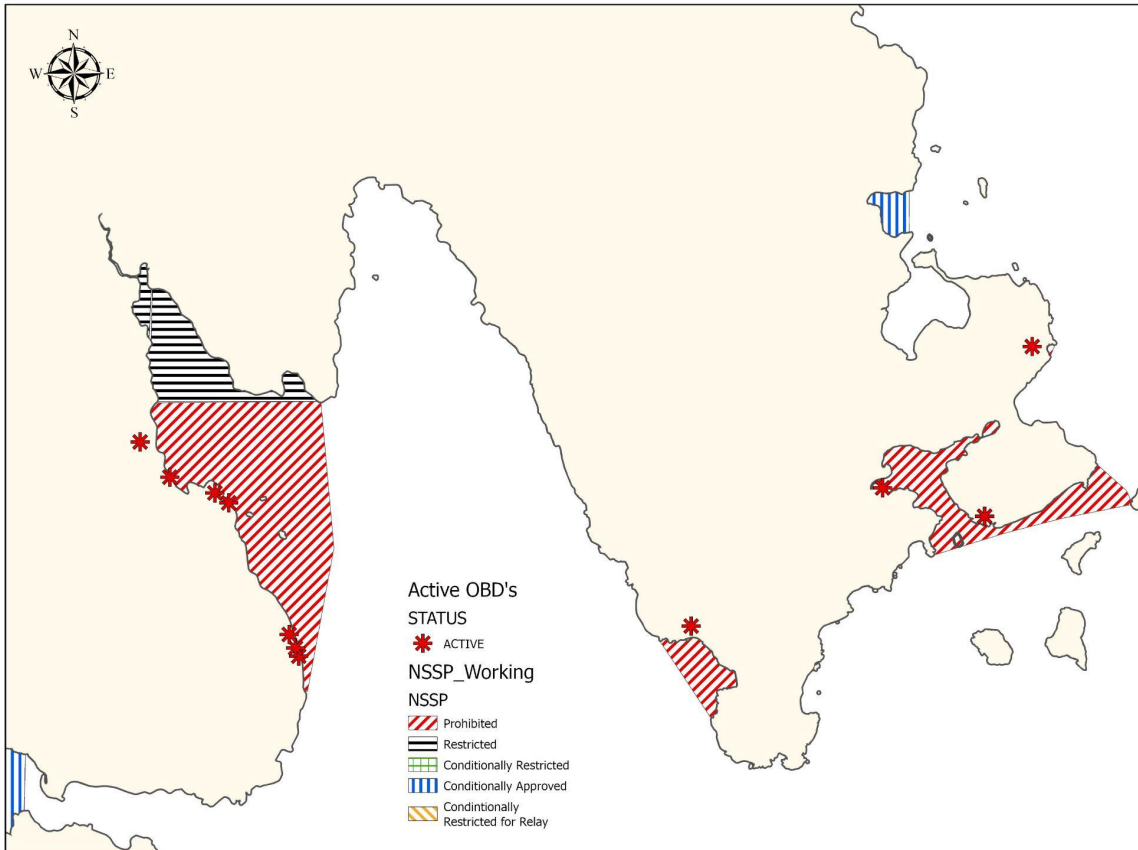 N
W E
S
Active OBD's
STATUS
ACTIVE
NSSP_Working
NSSP
Prohibited
Restricted
Conditionally Restricted
Conditionally Approved
Condintionally
Restricted for Relay